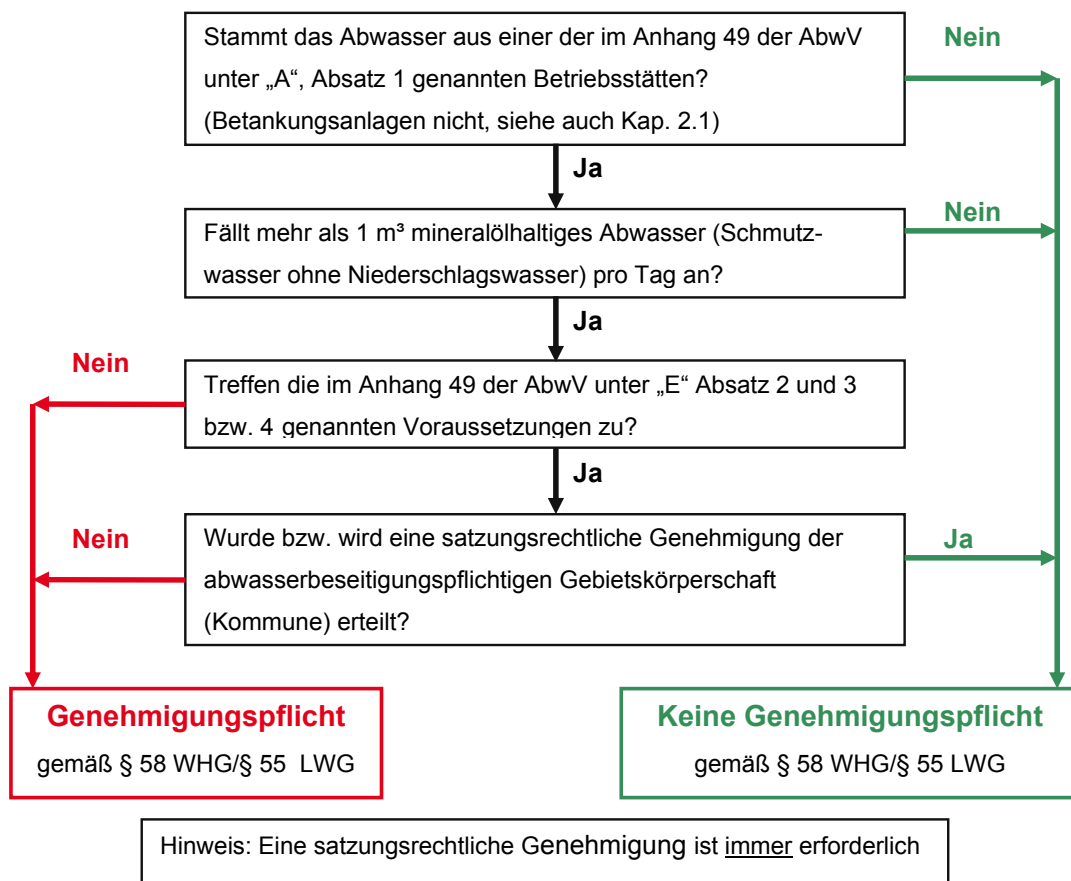 Stammt das Abwasser aus einer der im Anhang 49 der AbwV
unter „A“, Absatz 1 genannten Betriebsstätten?
(Betankungsanlagen nicht, siehe auch Kap. 2.1)
Nein
Ja
Fällt mehr als 1 m³ mineralölhaltiges Abwasser (Schmutz-
wasser ohne Niederschlagswasser) pro Tag an?
Nein
Ja
Nein
Treffen die im Anhang 49 der AbwV unter „E“ Absatz 2 und 3
bzw. 4 genannten Voraussetzungen zu?
Ja
Nein
Wurde bzw. wird eine satzungsrechtliche Genehmigung der
abwasserbeseitigungspflichtigen Gebietskörperschaft
(Kommune) erteilt?
Ja
Genehmigungspflicht
gemäß § 58 WHG/§ 55 LWG
Keine Genehmigungspflicht
gemäß § 58 WHG/§ 55 LWG
Hinweis: Eine satzungsrechtliche Genehmigung ist immer erforderlich